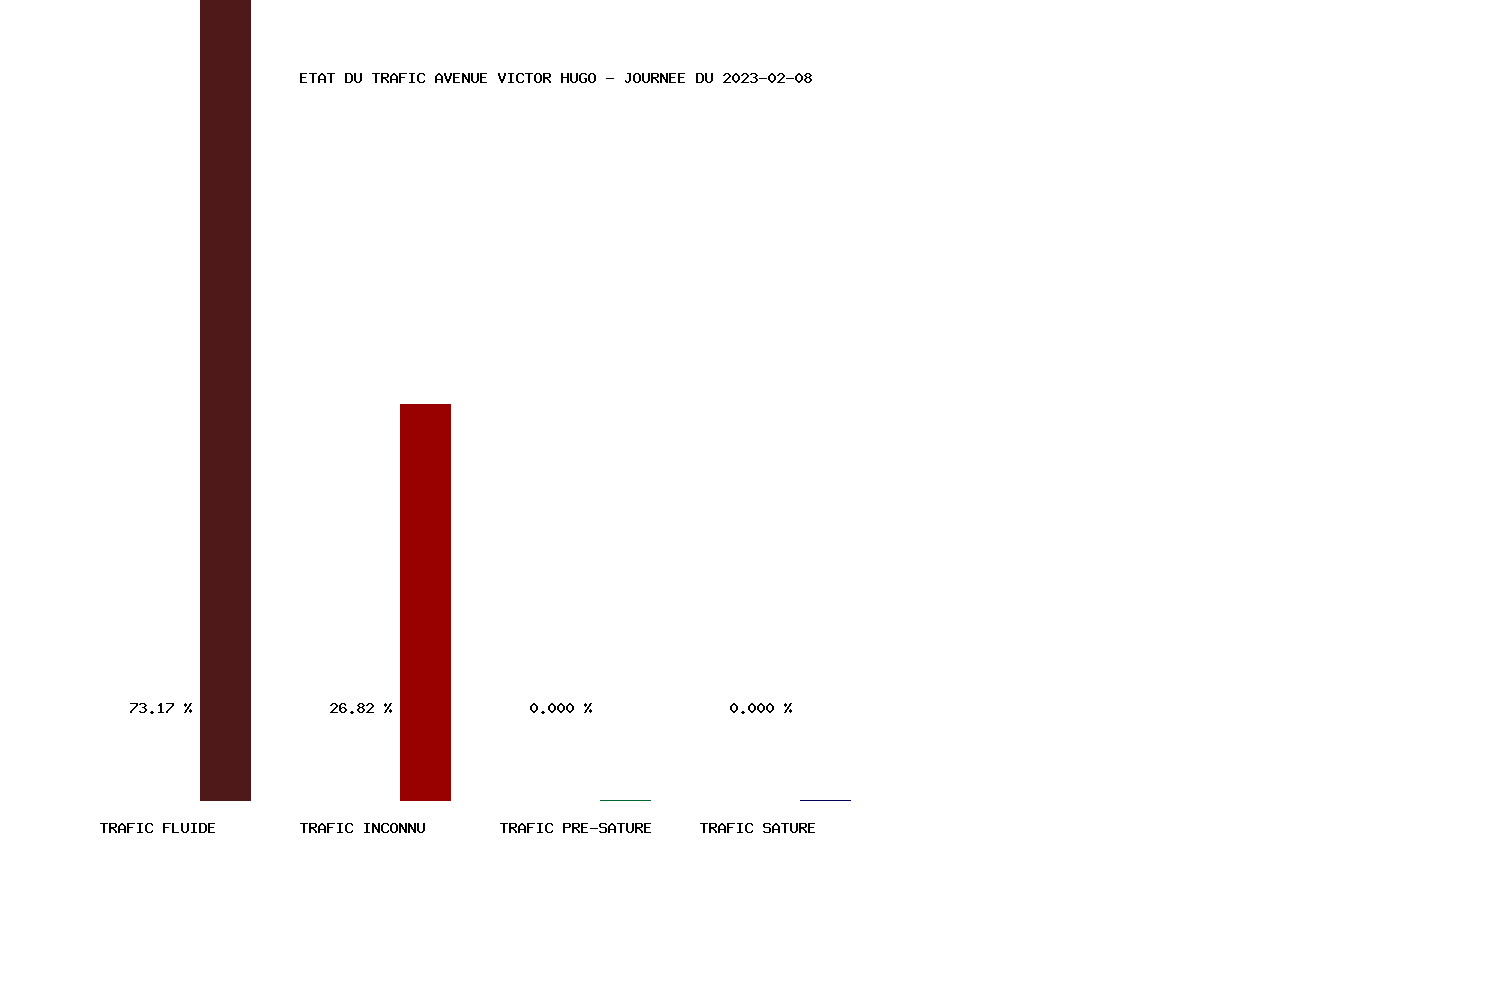 ETAT DU TRAFIC AVENUE VICTOR HUGO - JOURNEE DU 2023-02-08
73.17 %
26.82 %
0.000 %
0.000 %
TRAFIC FLUIDE
TRAFIC INCONNU
TRAFIC PRE-SATURE
TRAFIC SATURE